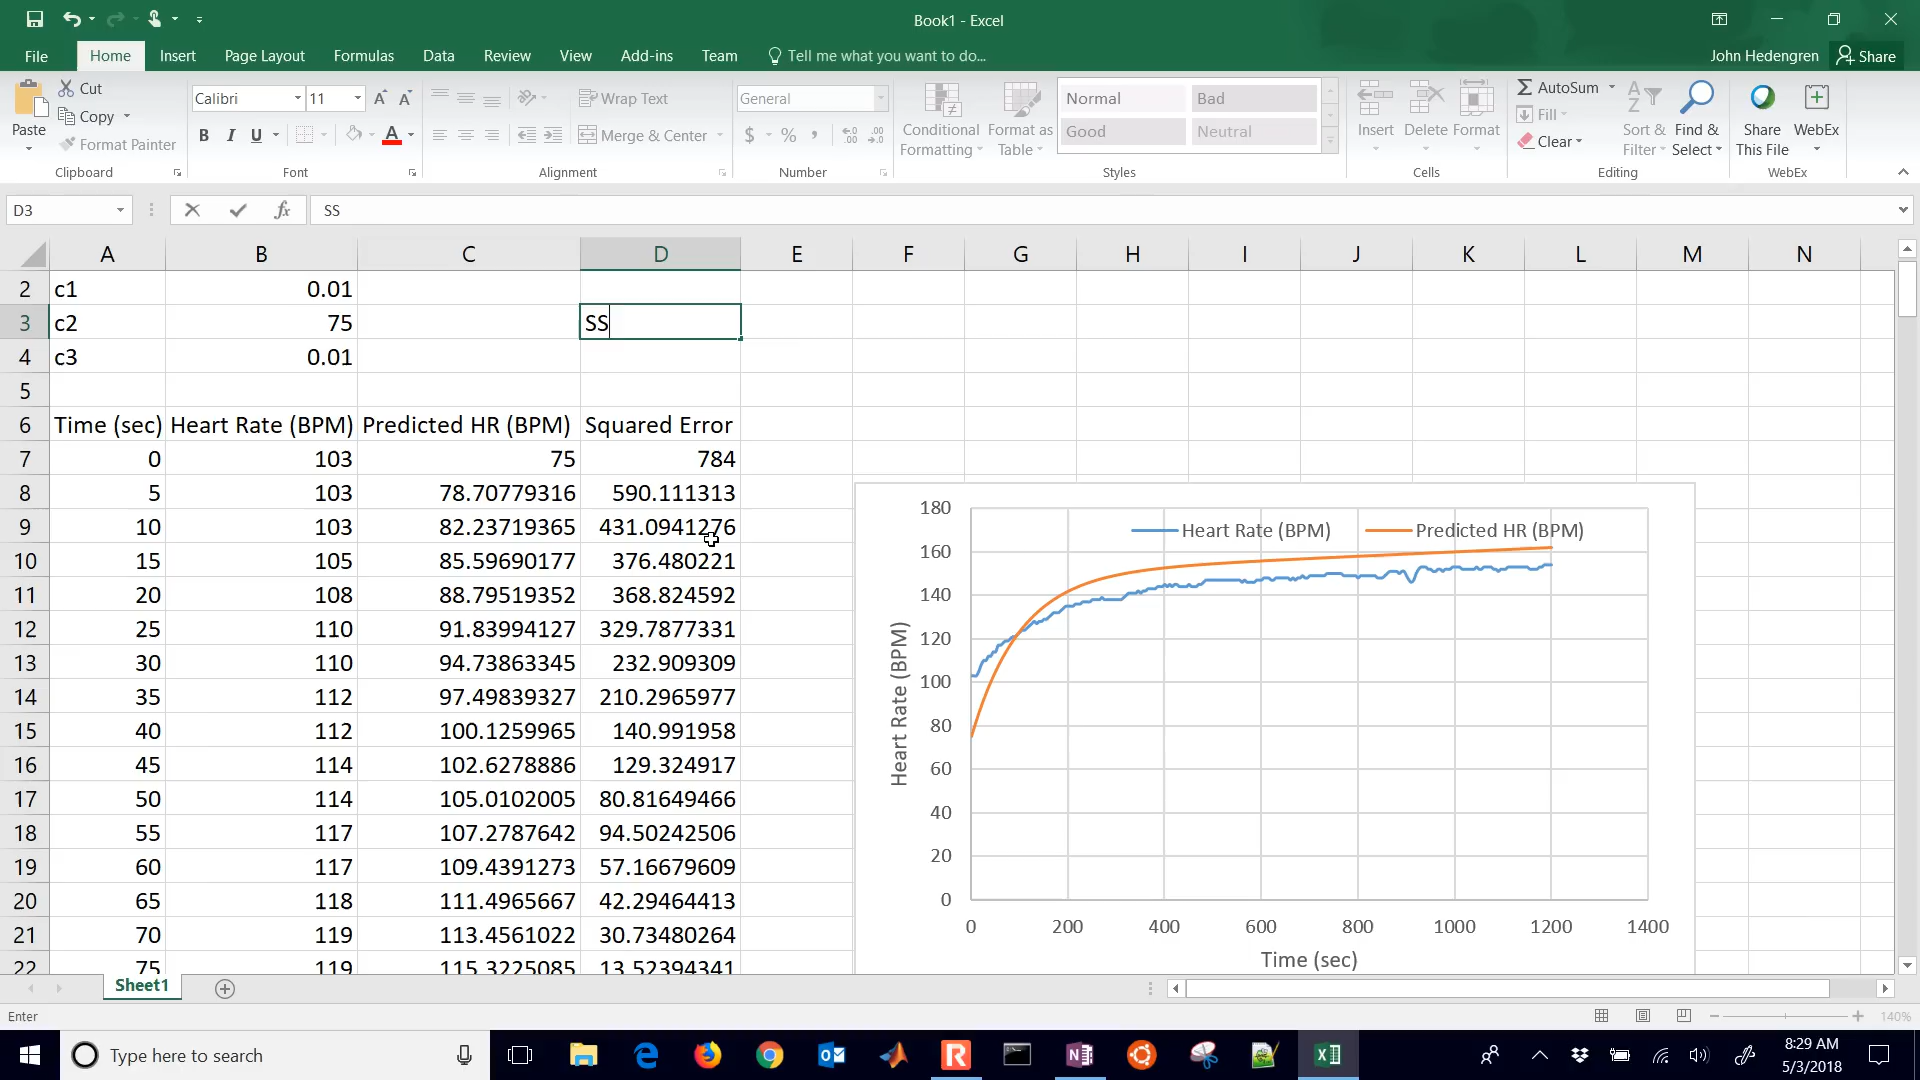 Book1 - Excel
File Home Insert Page Layout Formulas Data Review View Add-ins Team Tell me what you want to do... John Hedengren Share
Paste Cut Copy Format Painter Clipboard
Calibri 11 B I U A Font
Wrap Text Merge & Center Alignment
General $ % , Number
Conditional Formatting Format as Table Normal Bad Good Neutral Styles
Insert Delete Format Cells
AutoSum Fill Clear Sort & Filter Find & Select Editing
Share This File WebEx WebEx
D3 fx SS
A B C D E F G H I J K L M N
2 c1 0.01
3 c2 75 SS
4 c3 0.01
5
6 Time (sec) Heart Rate (BPM) Predicted HR (BPM) Squared Error
7 0 103 75 784
8 5 103 78.70779316 590.111313
9 10 103 82.23719365 431.0941276
10 15 105 85.59690177 376.480221
11 20 108 88.79519352 368.824592
12 25 110 91.83994127 329.7877331
13 30 110 94.73863345 232.909309
14 35 112 97.49839327 210.2965977
15 40 112 100.1259965 140.991958
16 45 114 102.6278886 129.324917
17 50 114 105.0102005 80.81649466
18 55 117 107.2787642 94.50242506
19 60 117 109.4391273 57.16679609
20 65 118 111.4965667 42.29464413
21 70 119 113.4561022 30.73480264
22 75 119 115.3225085 13.52394341
Heart Rate (BPM) Predicted HR (BPM)
180
160
140
120
100
80
60
40
20
0
Heart Rate (BPM)
0 200 400 600 800 1000 1200 1400
Time (sec)
Sheet1
Enter 140%
Type here to search
8:29 AM
5/3/2018